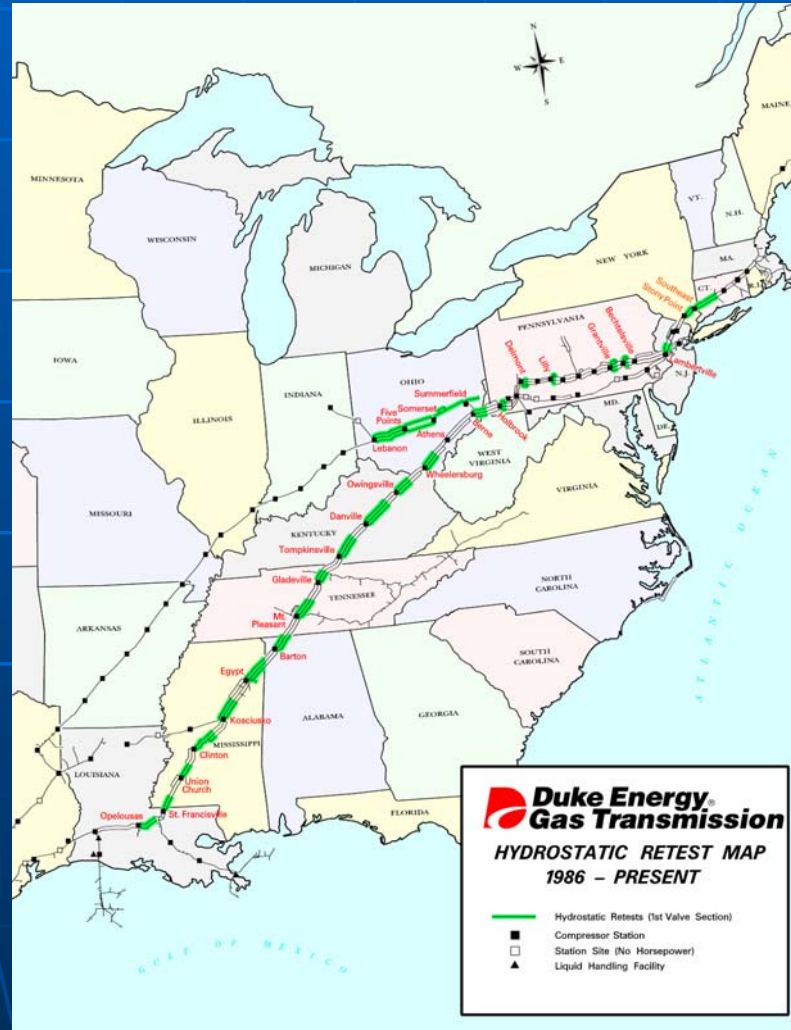 N
W E
S
MAINE
MINNESOTA
VT.
N.H.
WISCONSIN
NEW YORK
MA.
MICHIGAN
CT.
R.I.
Southeast
Stony Point
PENNSYLVANIA
Bechtelsville
Grantville
Lilly
Delmont
Lambertville
N.J.
IOWA
OHIO
INDIANA
ILLINOIS
Summerfield
Somerset
Five
Points
Athens
Lebanon
Berne
Holbrook
MD.
DE.
WEST
VIRGINIA
Wheelersburg
VIRGINIA
Owingsville
MISSOURI
Danville
KENTUCKY
Tompkinsville
Gladeville
TENNESSEE
NORTH
CAROLINA
Mt.
Pleasant
ARKANSAS
Barton
SOUTH
CAROLINA
Egypt
ALABAMA
GEORGIA
Kosciusko
MISSISSIPPI
Clinton
LOUISIANA
Union
Church
Opelousas
St. Francisville
FLORIDA
ATLANTIC OCEAN
GULF OF MEXICO
Duke Energy®
Gas Transmission
HYDROSTATIC RETEST MAP
1986 – PRESENT
Hydrostatic Retests (1st Valve Section)
Compressor Station
Station Site (No Horsepower)
Liquid Handling Facility